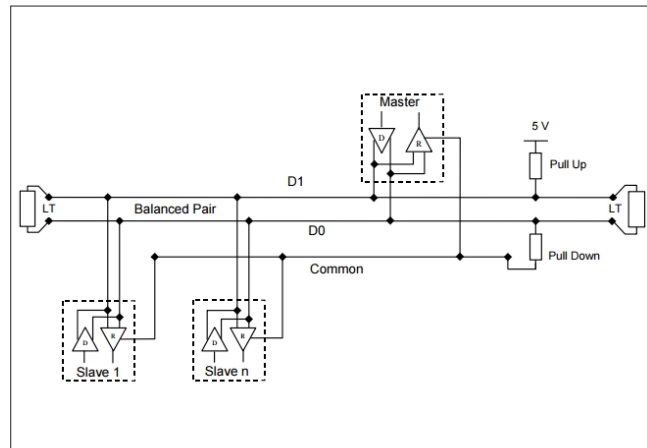 Master
D
R
5 V
Pull Up
D1
LT
Balanced Pair
LT
D0
Pull Down
Common
D
R
D
R
Slave 1
Slave n